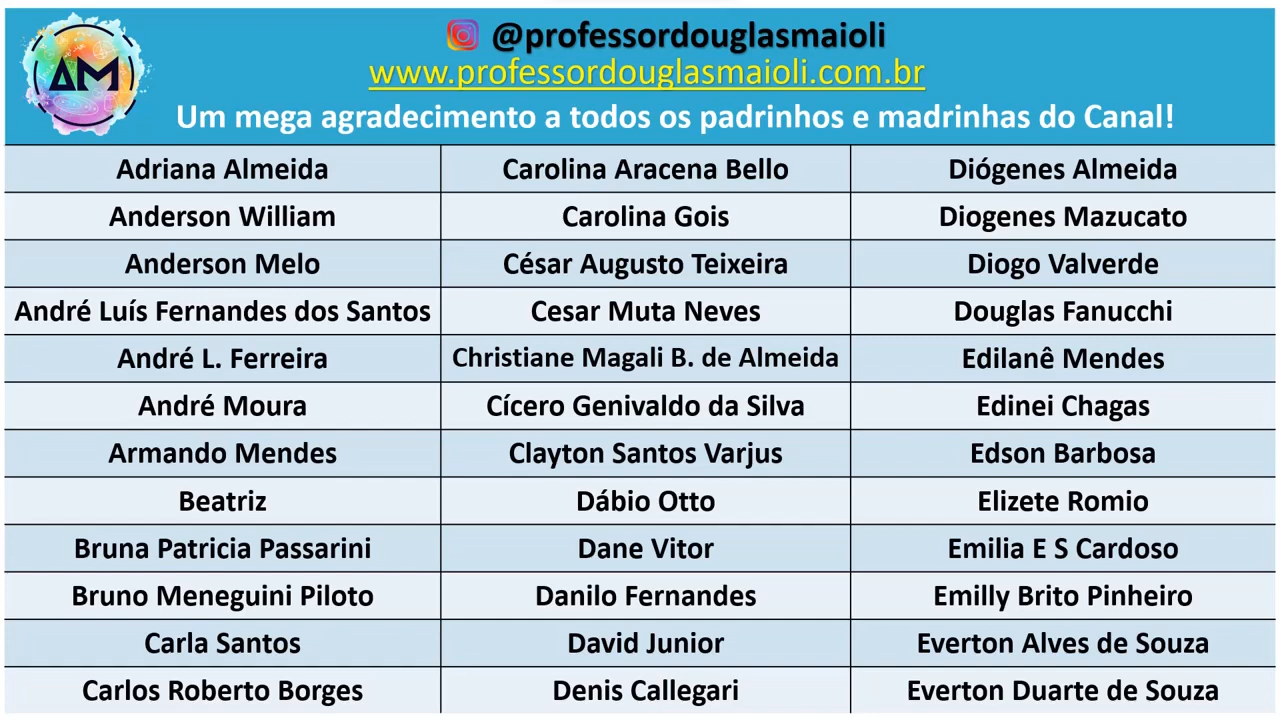 @professordouglasmaioli
www.professordouglasmaioli.com.br
Um mega agradecimento a todos os padrinhos e madrinhas do Canal!
Adriana Almeida Carolina Aracena Bello Diógenes Almeida
Anderson William Carolina Gois Diogenes Mazucato
Anderson Melo César Augusto Teixeira Diogo Valverde
André Luís Fernandes dos Santos Cesar Muta Neves Douglas Fanucchi
André L. Ferreira Christiane Magali B. de Almeida Edilanê Mendes
André Moura Cícero Genivaldo da Silva Edinei Chagas
Armando Mendes Clayton Santos Varjus Edson Barbosa
Beatriz Dábio Otto Elizete Romio
Bruna Patricia Passarini Dane Vitor Emilia E S Cardoso
Bruno Meneguini Piloto Danilo Fernandes Emilly Brito Pinheiro
Carla Santos David Junior Everton Alves de Souza
Carlos Roberto Borges Denis Callegari Everton Duarte de Souza